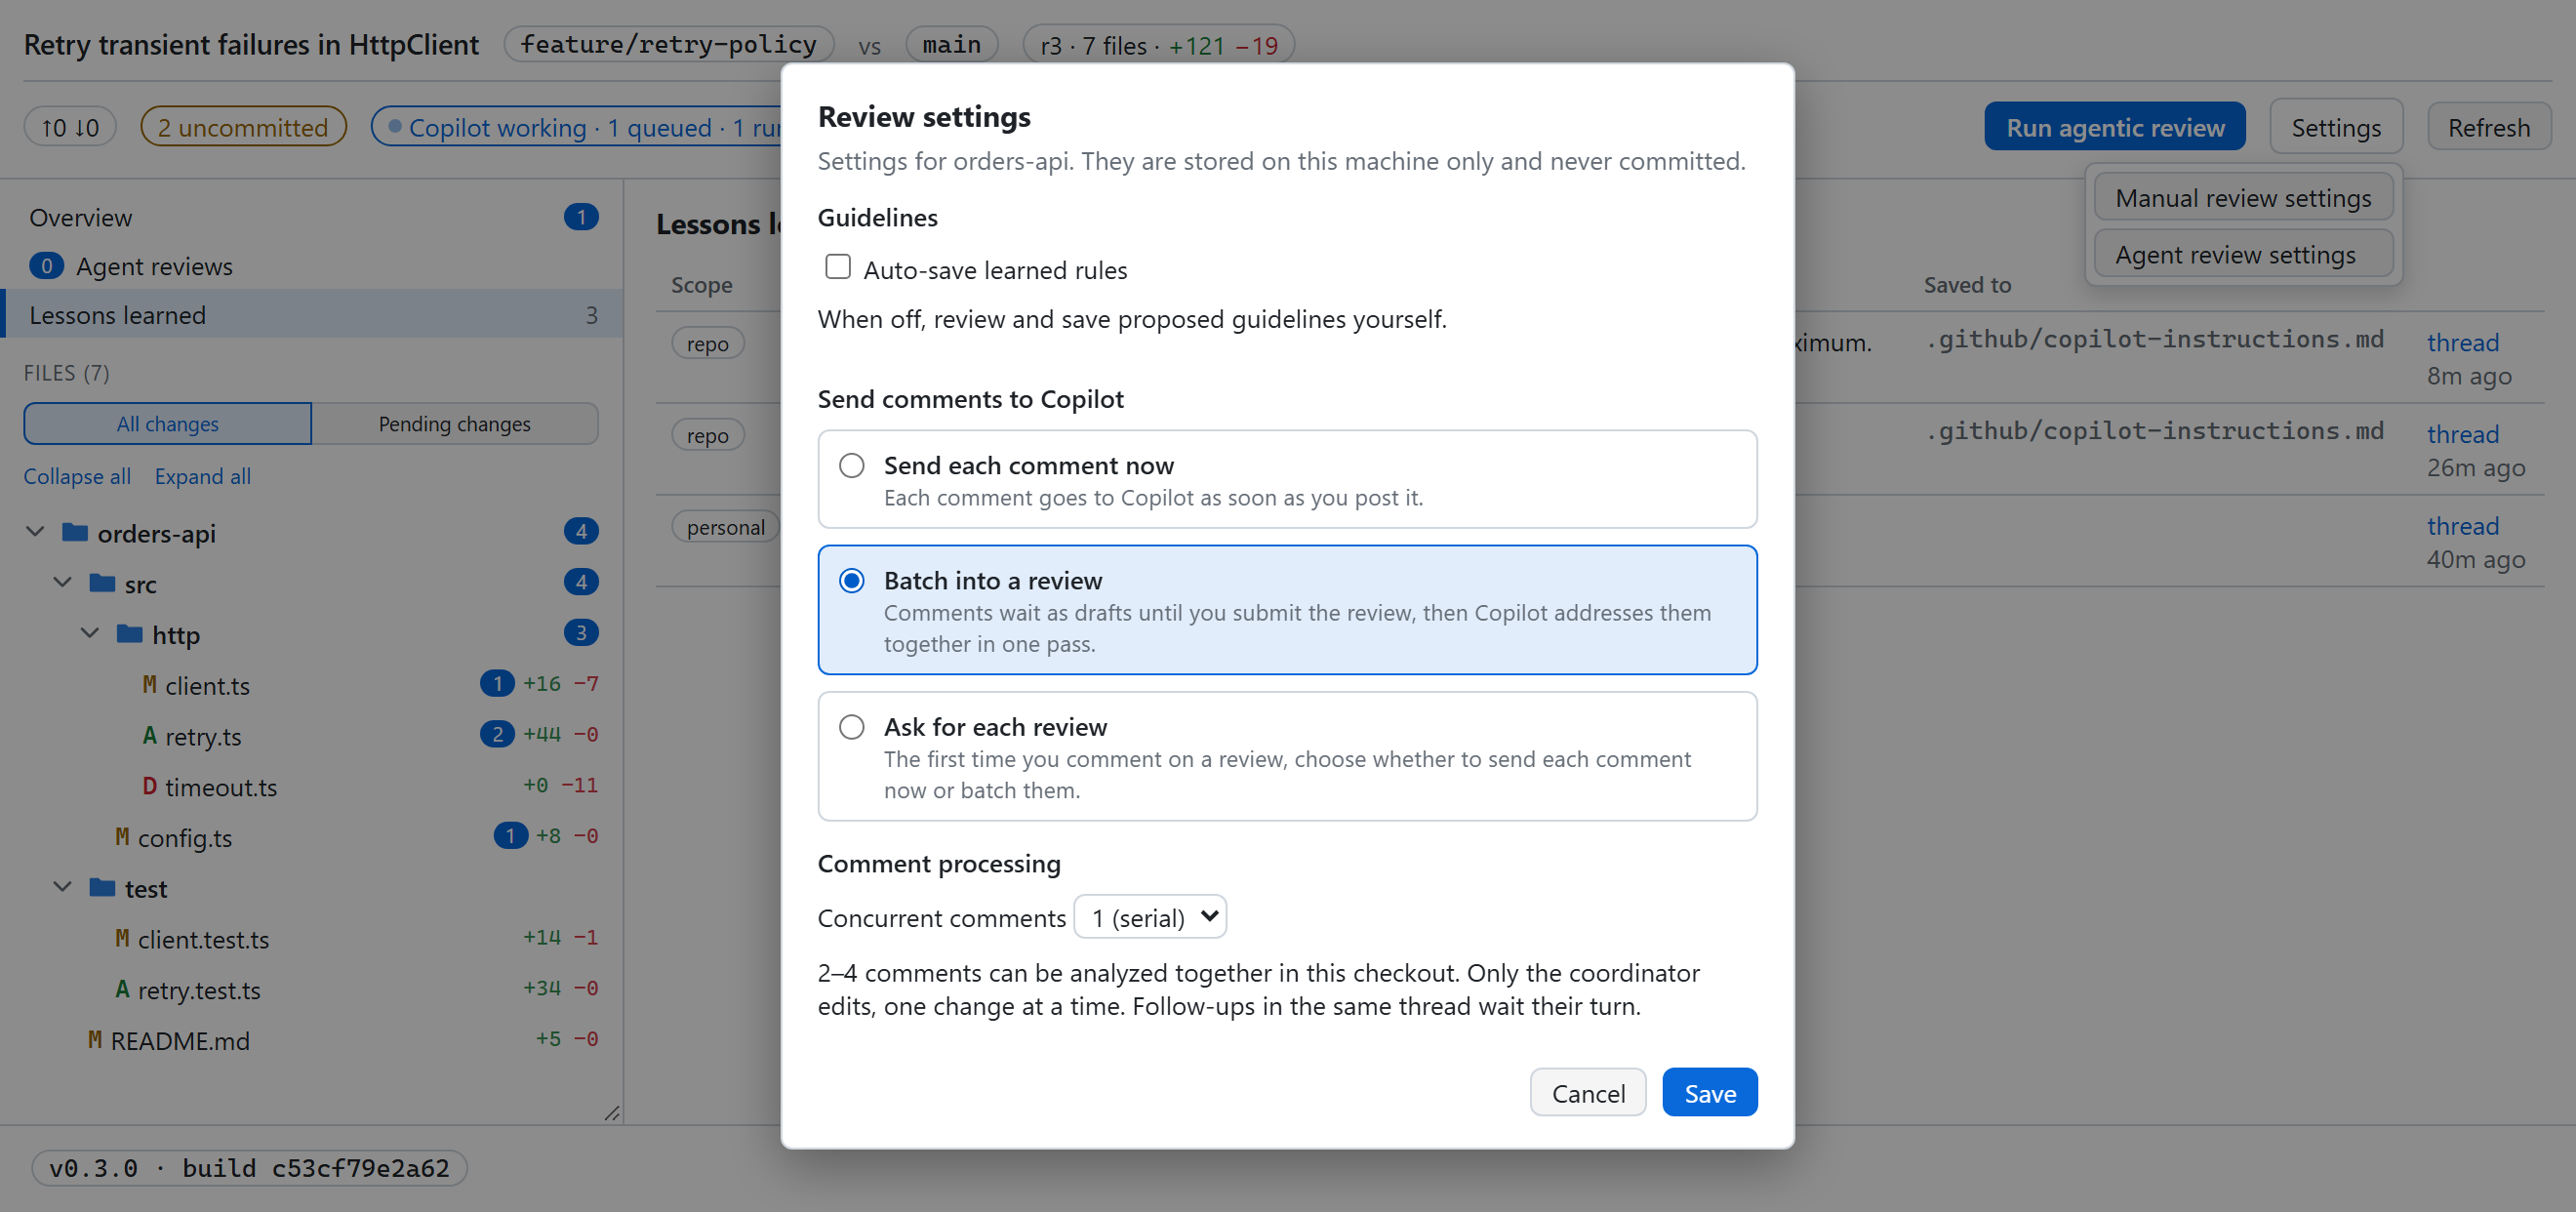 Retry transient failures in HttpClient feature/retry-policy vs main r3 · 7 files · +121 −19
↑0 ↓0 2 uncommitted Copilot working · 1 queued · 1 Run agentic review Settings Refresh
Manual review settings
Agent review settings
Overview 1
0 Agent reviews
Lessons learned 3
FILES (7)
All changes Pending changes
Collapse all Expand all
orders-api 4
src 4
http 3
M client.ts 1 +16 −7
A retry.ts 2 +44 −0
D timeout.ts +0 −11
M config.ts 1 +8 −0
test
M client.test.ts +14 −1
A retry.test.ts +34 −0
M README.md +5 −0
Lessons
Scope Saved to
repo .github/copilot-instructions.md thread
8m ago
repo .github/copilot-instructions.md thread
26m ago
personal thread
40m ago
Review settings
Settings for orders-api. They are stored on this machine only and never committed.
Guidelines
Auto-save learned rules
When off, review and save proposed guidelines yourself.
Send comments to Copilot
Send each comment now
Each comment goes to Copilot as soon as you post it.
Batch into a review
Comments wait as drafts until you submit the review, then Copilot addresses them
together in one pass.
Ask for each review
The first time you comment on a review, choose whether to send each comment
now or batch them.
Comment processing
Concurrent comments 1 (serial)
2–4 comments can be analyzed together in this checkout. Only the coordinator
edits, one change at a time. Follow-ups in the same thread wait their turn.
Cancel Save
v0.3.0 · build c53cf79e2a62